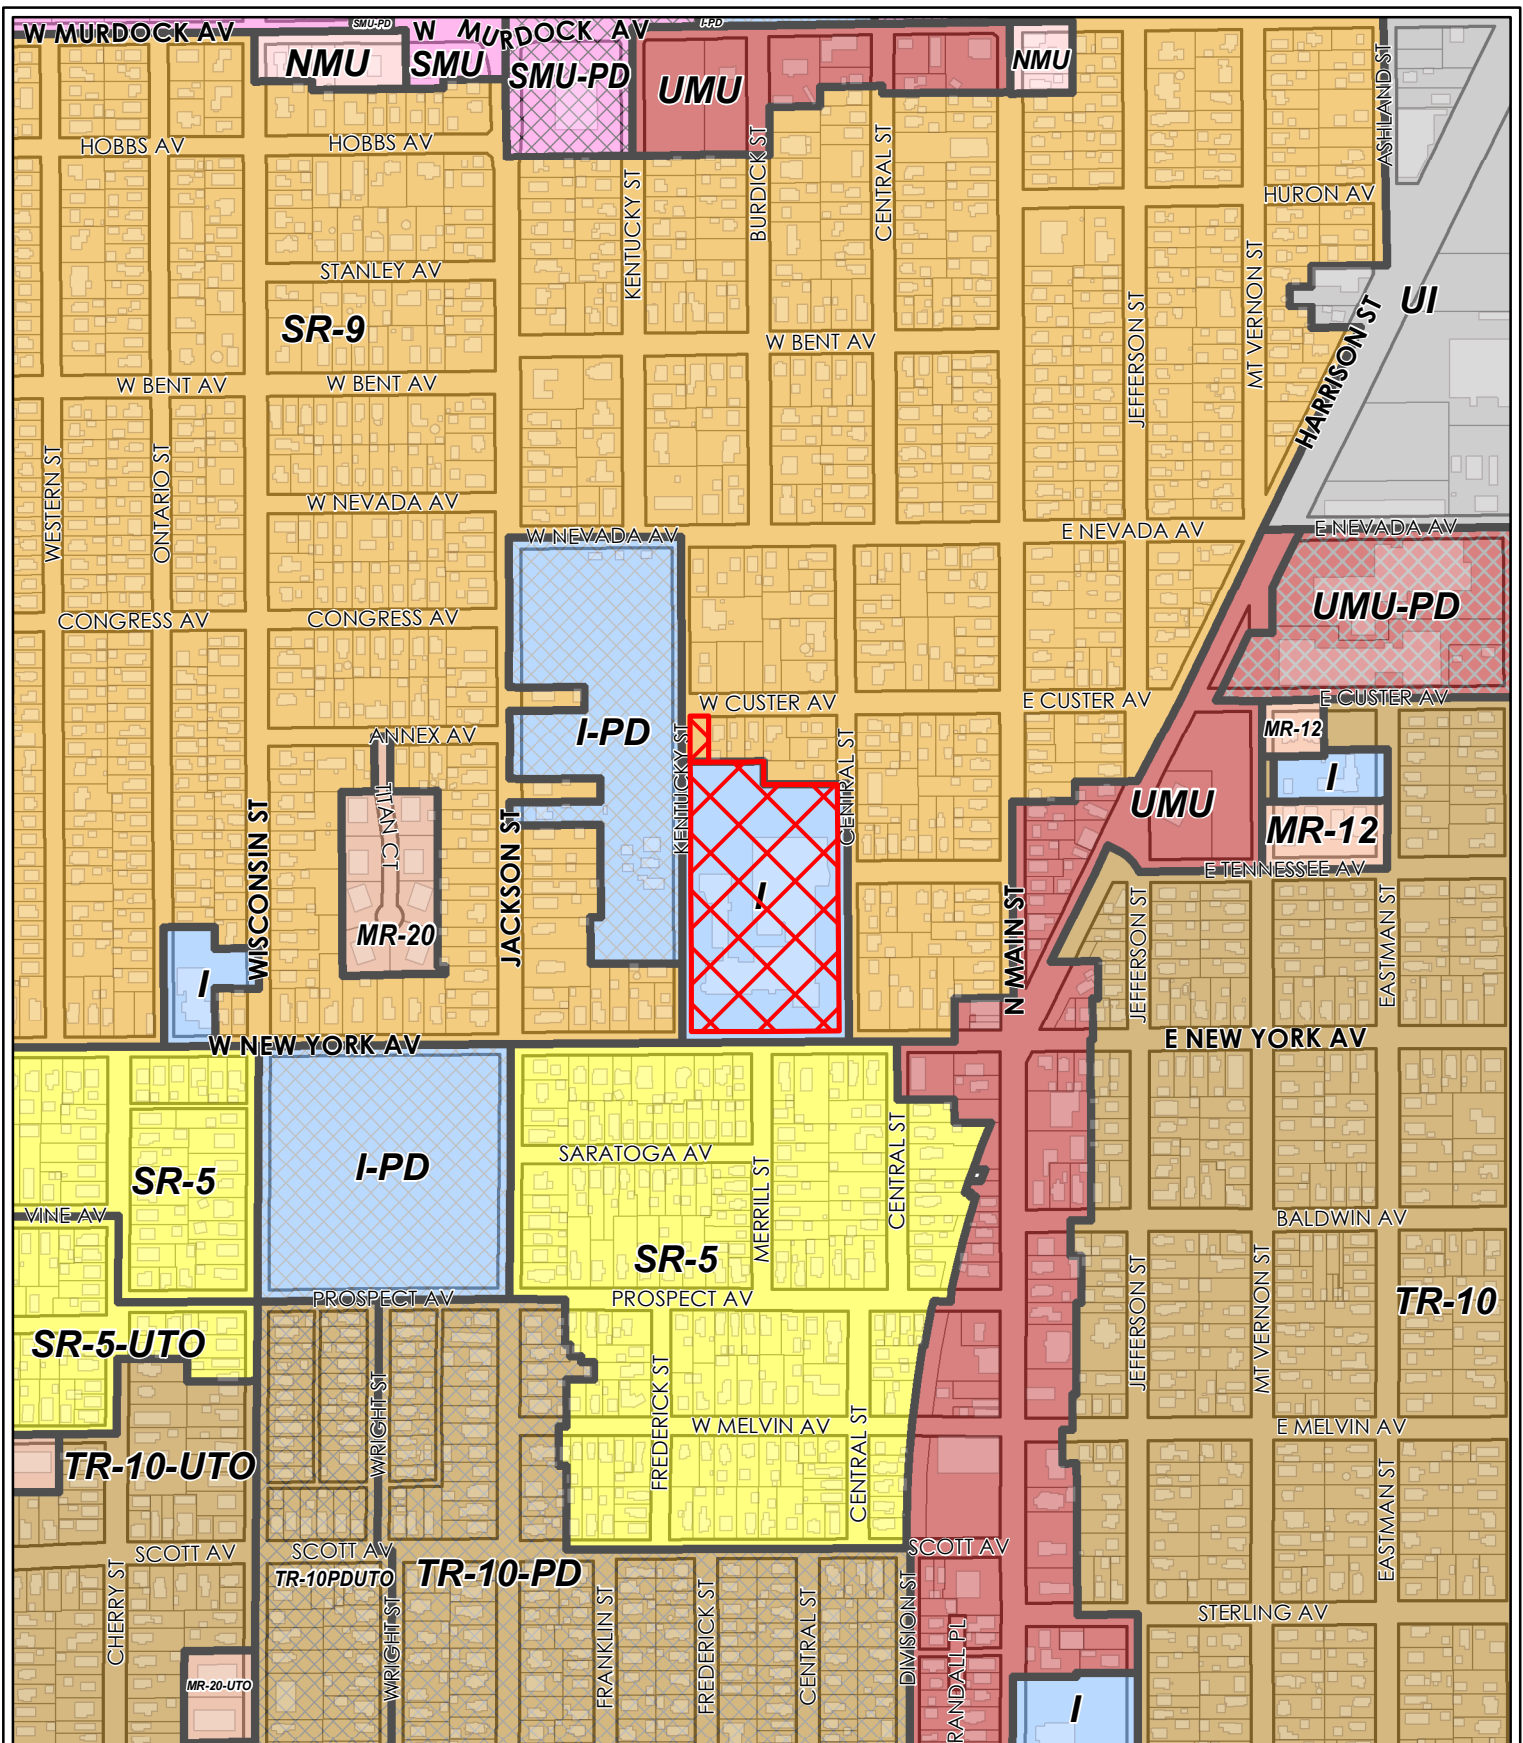 SMU-PD
I-PD
W MURDOCK AV
W MURDOCK AV
NMU
SMU
SMU-PD
UMU
NMU
ASHLAND ST
HOBBS AV
HOBBS AV
KENTUCKY ST
BURDICK ST
CENTRAL ST
HURON AV
STANLEY AV
SR-9
JEFFERSON ST
MT VERNON ST
UI
HARRISON ST
W BENT AV
W BENT AV
W BENT AV
WESTERN ST
ONTARIO ST
W NEVADA AV
W NEVADA AV
E NEVADA AV
E NEVADA AV
CONGRESS AV
CONGRESS AV
UMU-PD
W CUSTER AV
E CUSTER AV
E CUSTER AV
I-PD
ANNEX AV
KENTUCKY ST
CENTRAL ST
MR-12
I
TITAN CT
UMU
MR-12
WISCONSIN ST
JACKSON ST
E TENNESSEE AV
I
MR-20
N MAIN ST
JEFFERSON ST
EASTMAN ST
I
W NEW YORK AV
E NEW YORK AV
SARATOGA AV
CENTRAL ST
I-PD
SR-5
MERRILL ST
VINE AV
BALDWIN AV
SR-5
JEFFERSON ST
MT VERNON ST
PROSPECT AV
PROSPECT AV
TR-10
SR-5-UTO
WRIGHT ST
FREDERICK ST
W MELVIN AV
CENTRAL ST
E MELVIN AV
TR-10-UTO
EASTMAN ST
SCOTT AV
SCOTT AV
SCOTT AV
TR-10PDUTO
TR-10-PD
CHERRY ST
WRIGHT ST
FRANKLIN ST
FREDERICK ST
CENTRAL ST
DIVISION ST
RANDALL PL
STERLING AV
MR-20-UTO
I